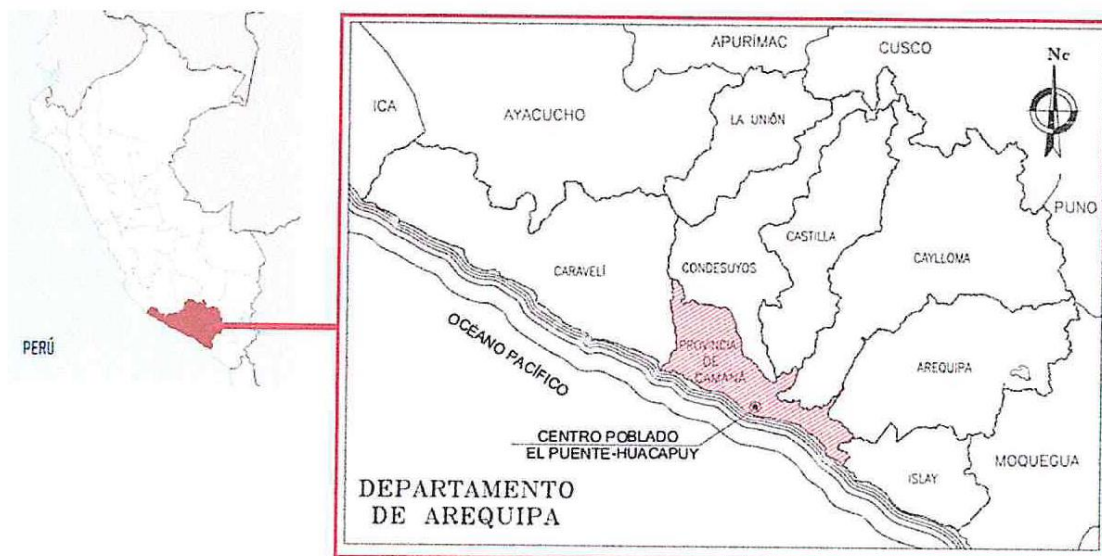 PERÚ
APURÍMAC
CUSCO
Nc
ICA
AYACUCHO
LA UNIÓN
PUNO
CASTILLA
CARAVELÍ
CONDESUYOS
CAYLLOMA
OCÉANO PACÍFICO
PROVINCIA
DE
CAMANÁ
AREQUIPA
CENTRO POBLADO
EL PUENTE-HUACAPUY
MOQUEGUA
ISLAY
DEPARTAMENTO
DE AREQUIPA